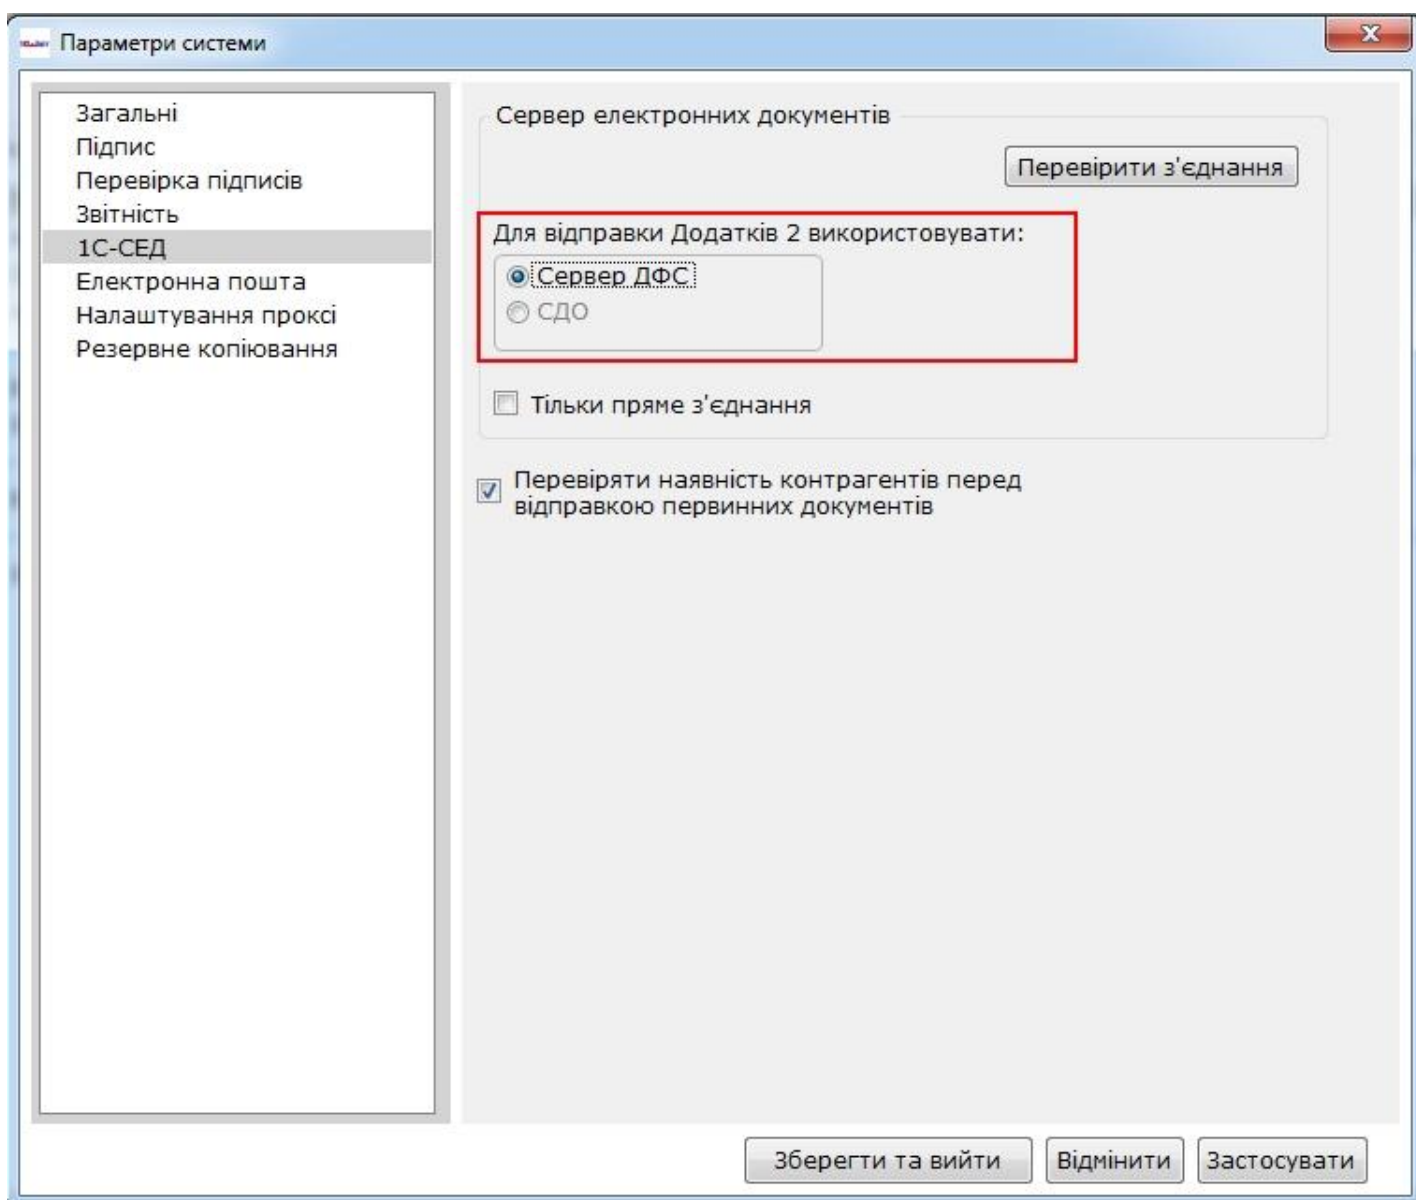 Параметри системи
Загальні
Підпис
Перевірка підписів
Звітність
1С-СЕД
Електронна пошта
Налаштування проксі
Резервне копіювання
Сервер електронних документів
Перевірити з'єднання
Для відправки Додатків 2 використовувати:
Сервер ДФС
СДО
Тільки пряме з'єднання
Перевіряти наявність контрагентів перед
відправкою первинних документів
Зберегти та вийти
Відмінити
Застосувати